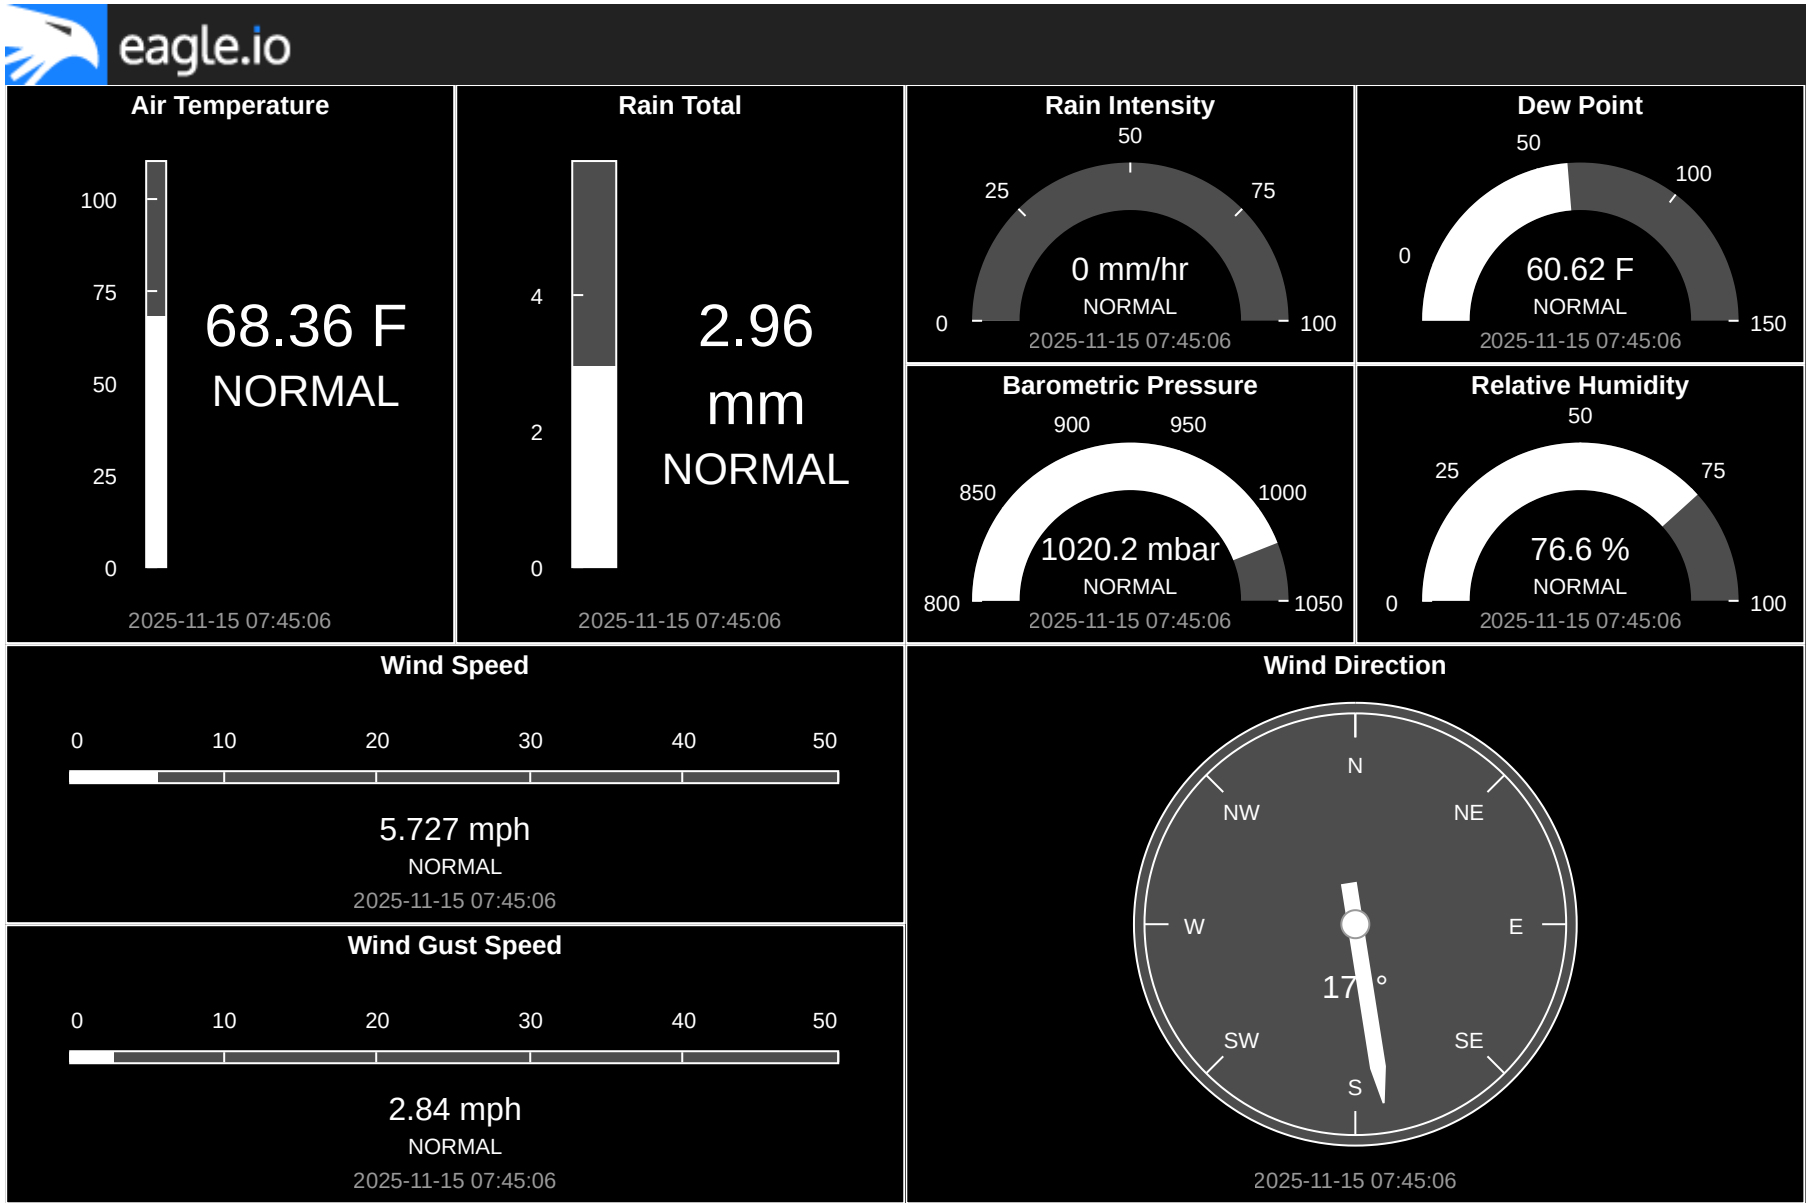 eagle.io
Air Temperature
100
75
50
25
0
68.36 F
NORMAL
2025-11-15 07:45:06
Rain Total
4
2
0
2.96
mm
NORMAL
2025-11-15 07:45:06
Rain Intensity
50
25
75
0
100
0 mm/hr
NORMAL
2025-11-15 07:45:06
Dew Point
50
100
0
150
60.62 F
NORMAL
2025-11-15 07:45:06
Barometric Pressure
900
950
850
1000
800
1050
1020.2 mbar
NORMAL
2025-11-15 07:45:06
Relative Humidity
50
25
75
0
100
76.6 %
NORMAL
2025-11-15 07:45:06
Wind Speed
0 10 20 30 40 50
5.727 mph
NORMAL
2025-11-15 07:45:06
Wind Gust Speed
0 10 20 30 40 50
2.84 mph
NORMAL
2025-11-15 07:45:06
Wind Direction
N
NW
NE
W
E
SW
SE
S
2025-11-15 07:45:06